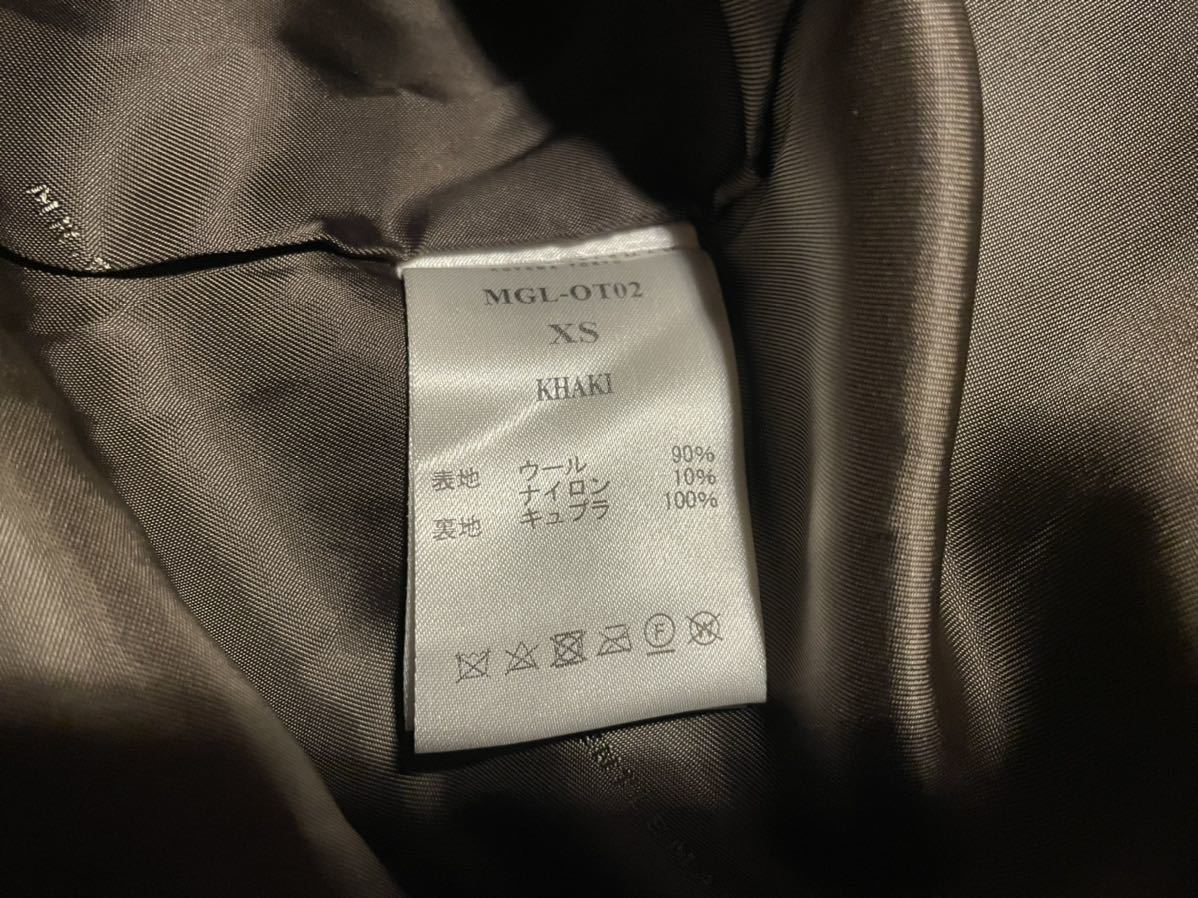 MGL-OT02
XS
KHAKI
表地 ウール 90%
ナイロン 10%
裏地 キュプラ 100%
F
W